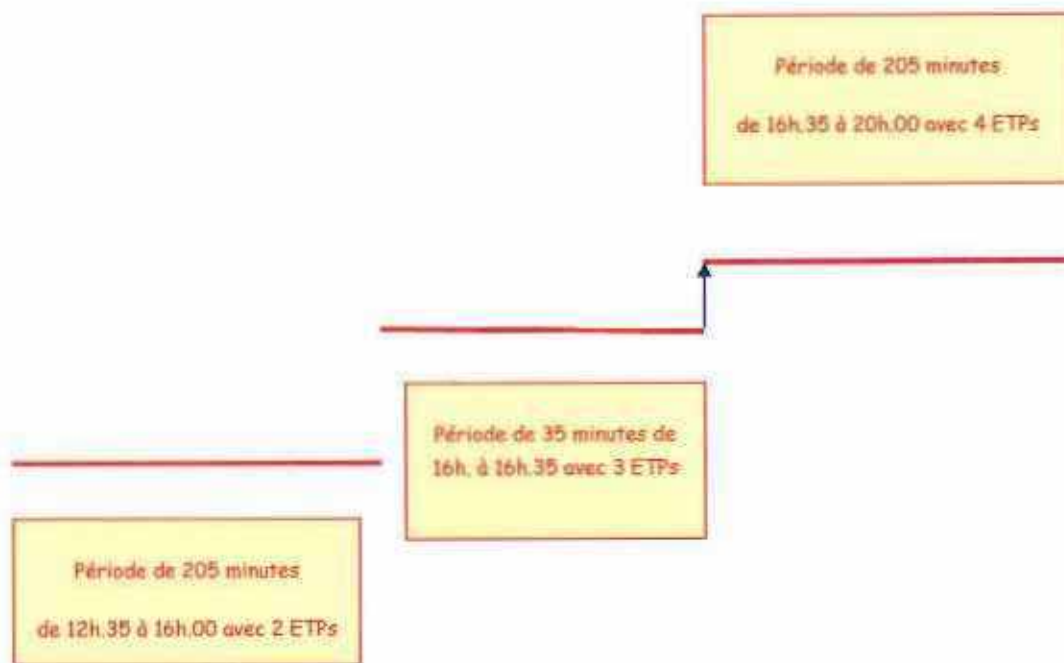 Période de 205 minutes
de 16h.35 à 20h.00 avec 4 ETPs
Période de 35 minutes de
16h. à 16h.35 avec 3 ETPs
Période de 205 minutes
de 12h.35 à 16h.00 avec 2 ETPs